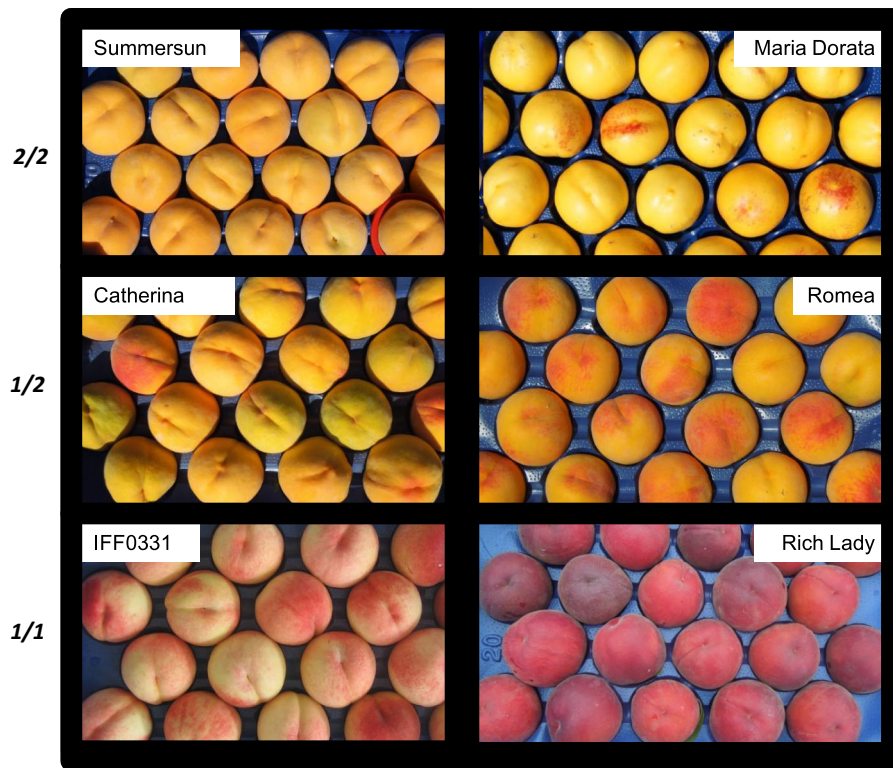 Summersun
Maria Dorata
2/2
Catherina
Romea
1/2
IFF0331
Rich Lady
1/1
20